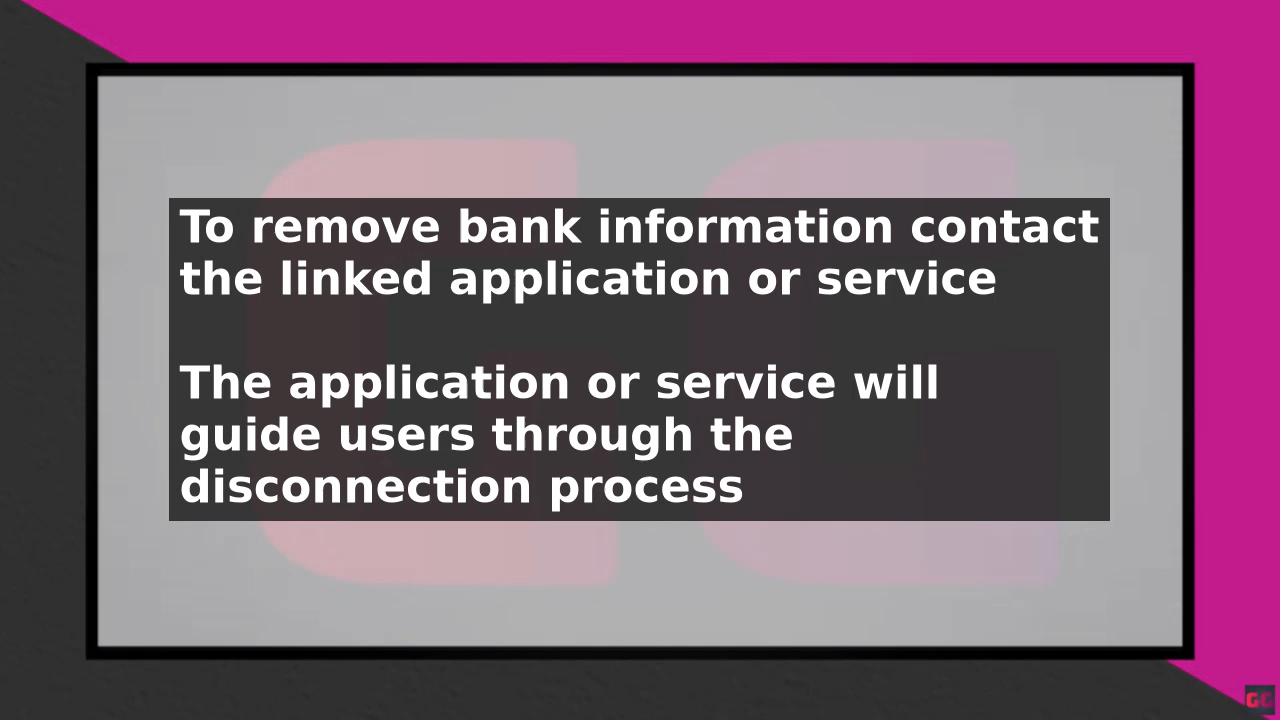 To remove bank information contact
the linked application or service
The application or service will
guide users through the
disconnection process
GG